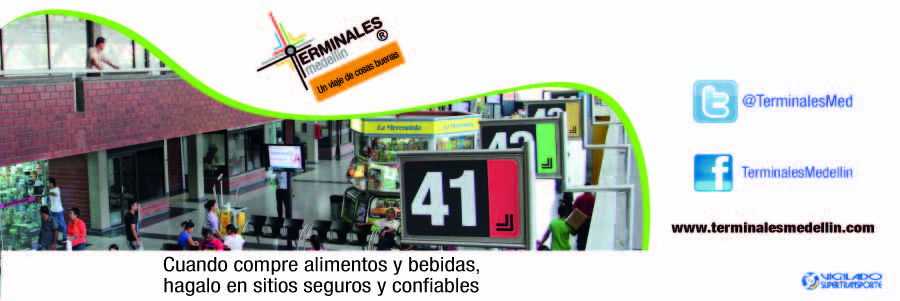 TERMINALES ®
medellín
Un viaje de cosas buenas
La Merendola
41
42
43
Cuando compre alimentos y bebidas,
hagalo en sitios seguros y confiables
@TerminalesMed
TerminalesMedellin
www.terminalesmedellin.com
VIGILADO
SUPERTRANSPORTE